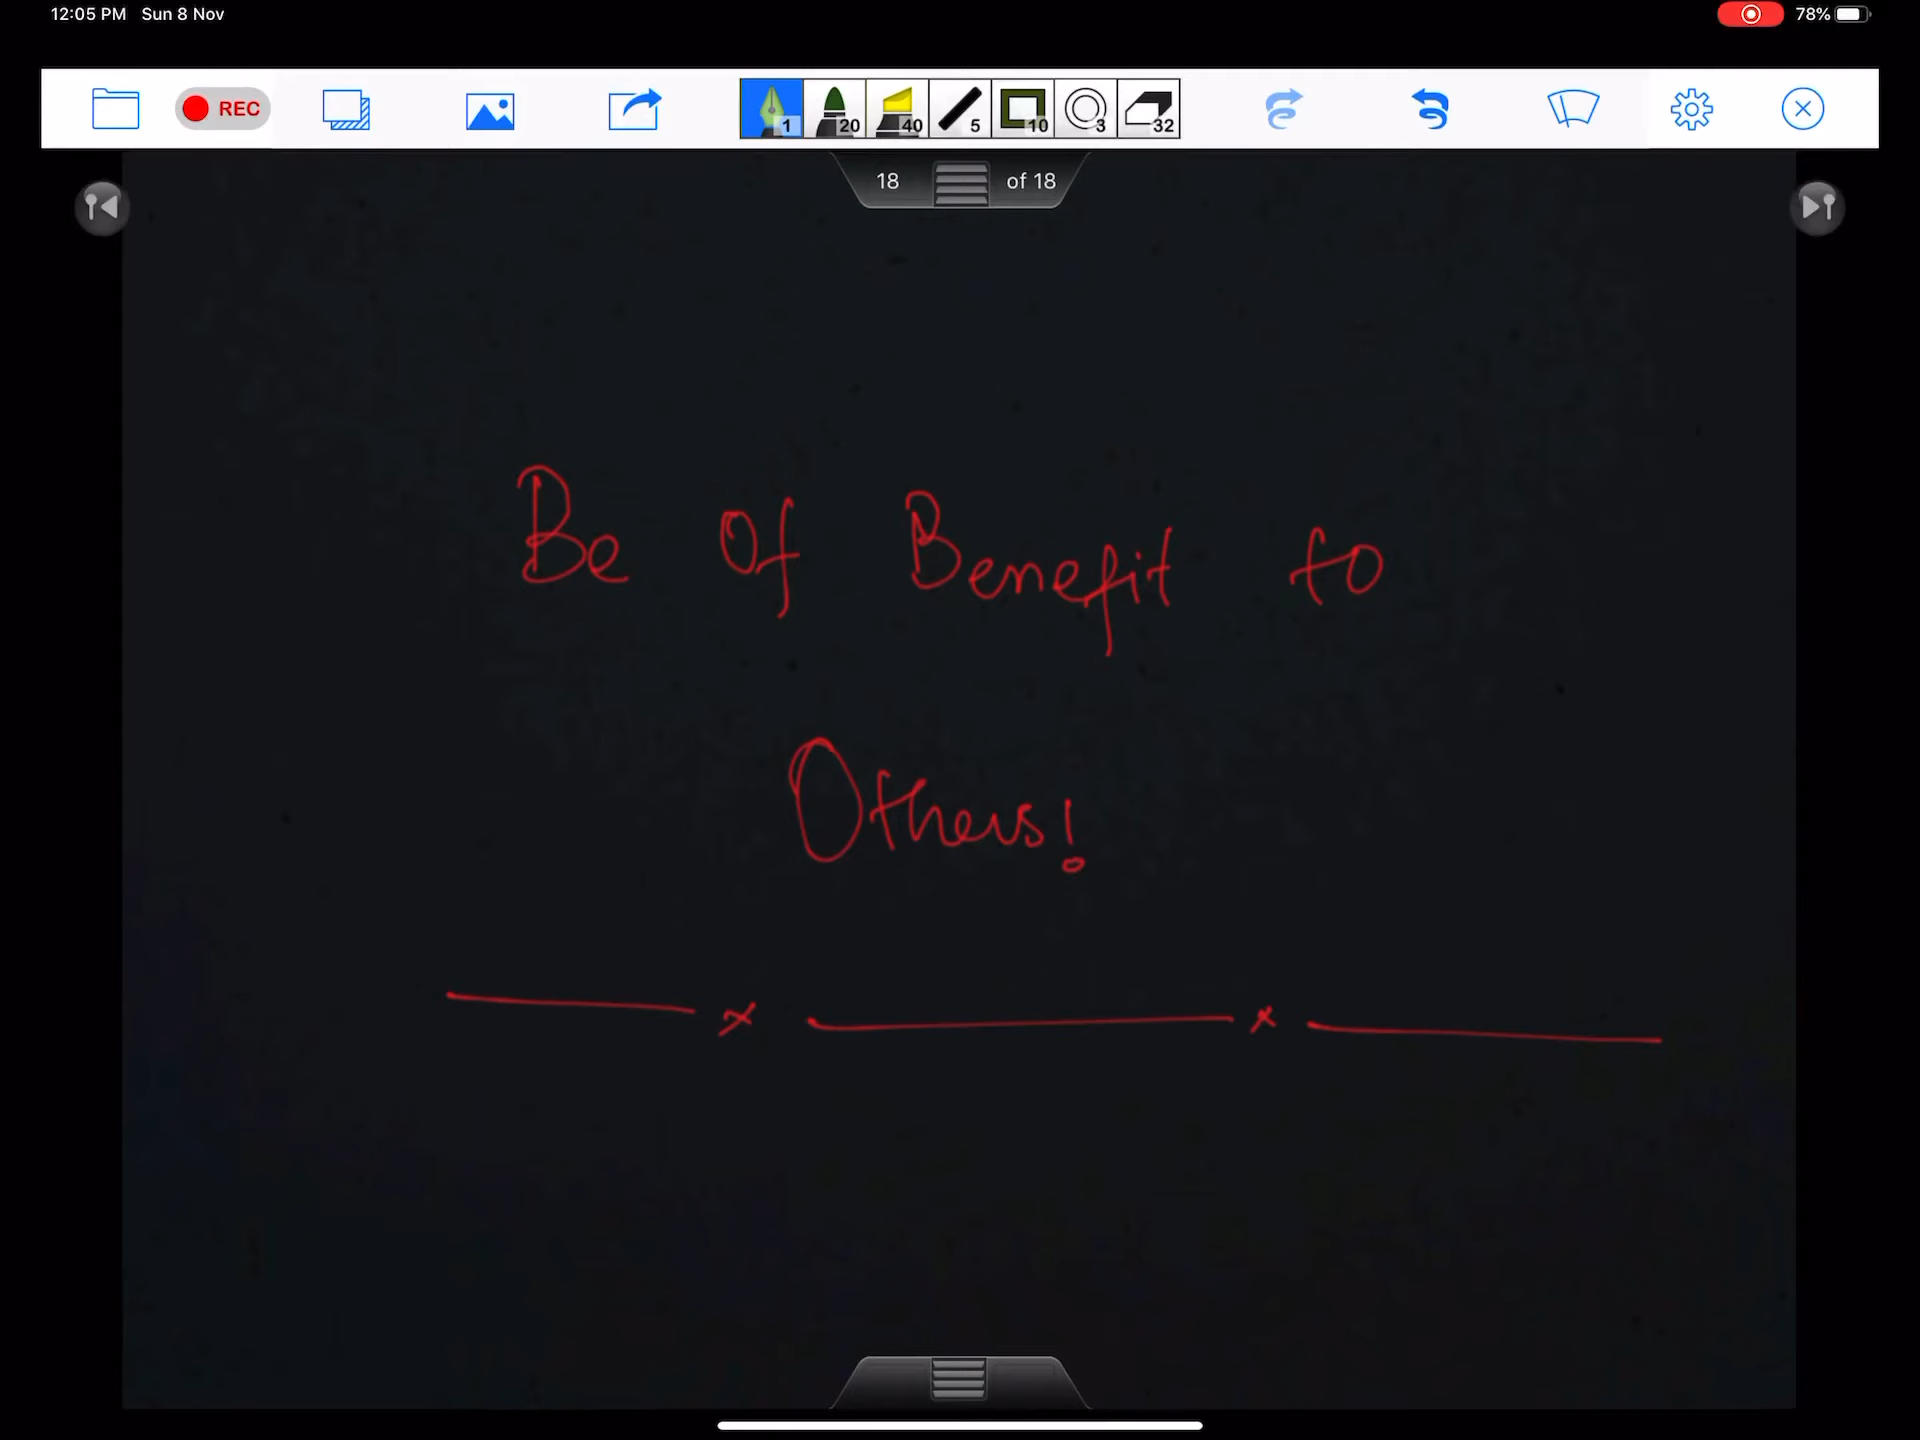 12:05 PM Sun 8 Nov 78%
REC 1 20 40 5 10 3 32
18 of 18
Be Of Benefit to
Others!
x x